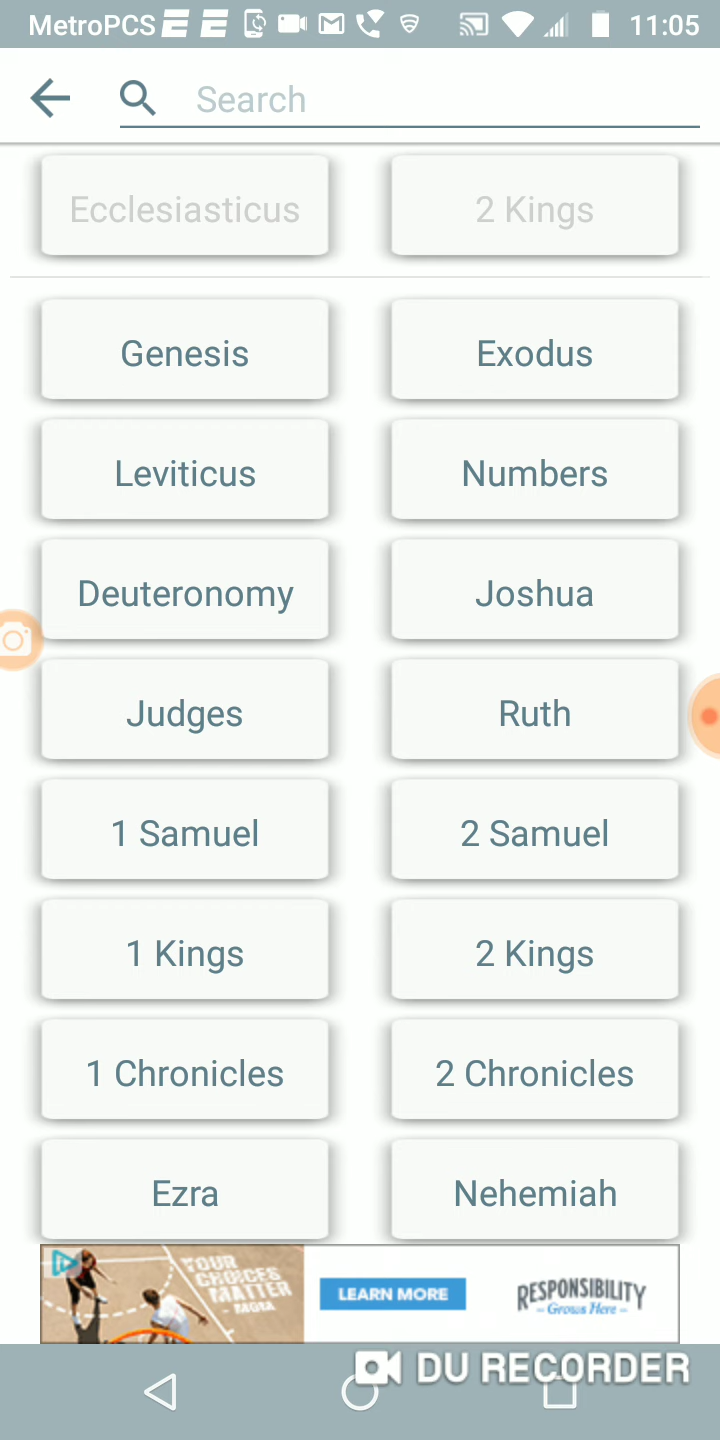 MetroPCS 11:05
Search
Ecclesiasticus 2 Kings
Genesis Exodus
Leviticus Numbers
Deuteronomy Joshua
Judges Ruth
1 Samuel 2 Samuel
1 Kings 2 Kings
1 Chronicles 2 Chronicles
Ezra Nehemiah
YOUR
CHOICES
MATTER
- MGBA
LEARN MORE
RESPONSIBILITY
- Grows Here -
DU RECORDER